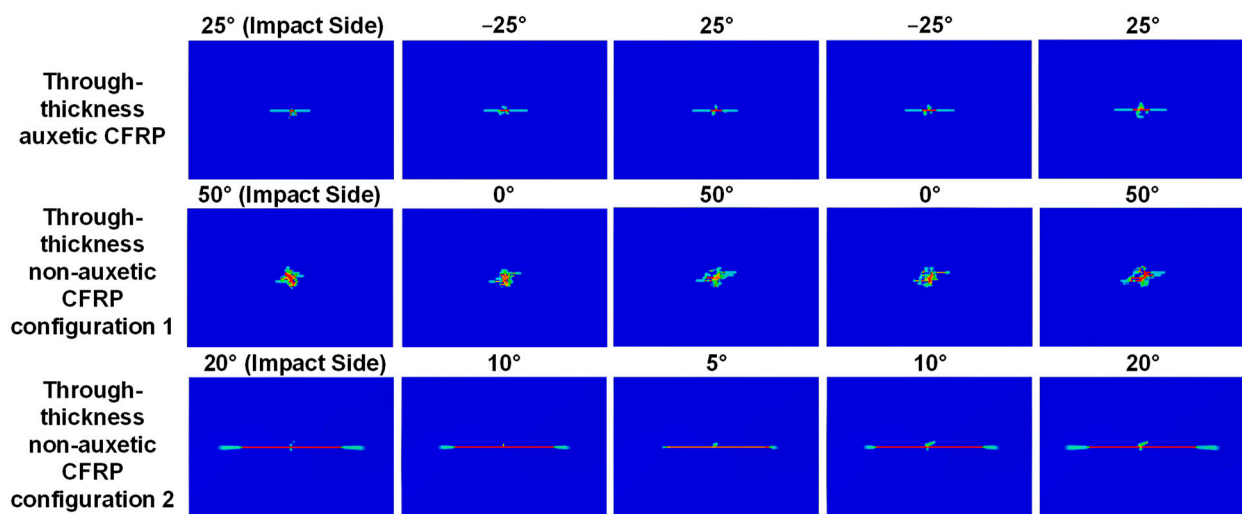 25° (Impact Side) −25° 25° −25° 25°
Through-
thickness
auxetic CFRP
50° (Impact Side) 0° 50° 0° 50°
Through-
thickness
non-auxetic
CFRP
configuration 1
20° (Impact Side) 10° 5° 10° 20°
Through-
thickness
non-auxetic
CFRP
configuration 2